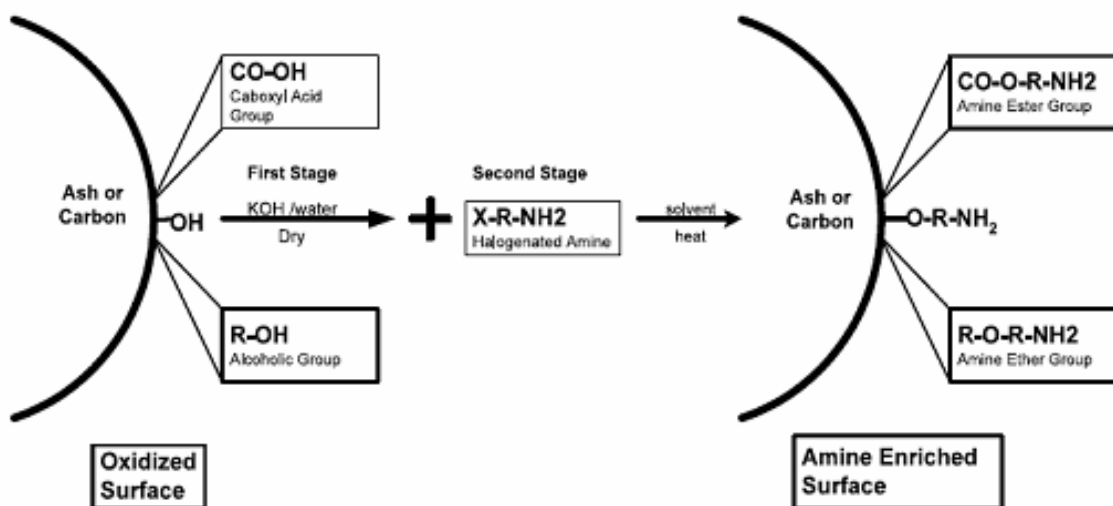 CO-OH
Caboxyl Acid
Group
Ash or
Carbon
-OH
R-OH
Alcoholic Group
Oxidized
Surface
First Stage
KOH /water
Dry
+
Second Stage
X-R-NH2
Halogenated Amine
solvent
heat
CO-O-R-NH2
Amine Ester Group
Ash or
Carbon
-O-R-NH₂
R-O-R-NH2
Amine Ether Group
Amine Enriched
Surface